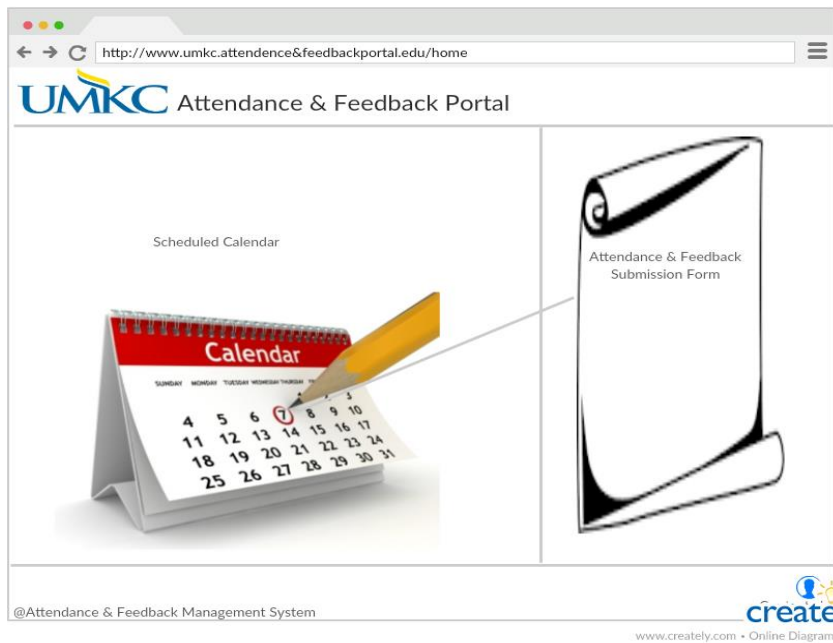 http://www.umkc.attendence&feedbackportal.edu/home
UMKC Attendance & Feedback Portal
Scheduled Calendar
Attendance & Feedback
Submission Form
Calendar
SUNDAY MONDAY TUESDAY WEDNESDAY THURSDAY
1 2 3
4 5 6 7 8 9 10
11 12 13 14 15 16 17
18 19 20 21 22 23 24
25 26 27 28 29 30 31
@Attendance & Feedback Management System
create
www.creately.com • Online Diagram